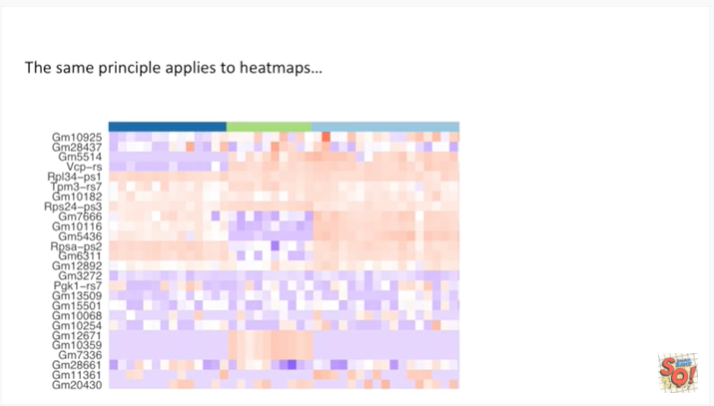 The same principle applies to heatmaps...
Gm10925
Gm28437
Gm5514
Vcp-rs
Rpl34-ps1
Tpm3-rs7
Gm10182
Rps24-ps3
Gm7666
Gm10116
Gm5436
Rpsa-ps2
Gm6311
Gm12892
Gm3272
Pgk1-rs7
Gm13509
Gm15501
Gm10068
Gm10254
Gm12671
Gm10359
Gm7336
Gm28661
Gm11361
Gm20430
SQ!